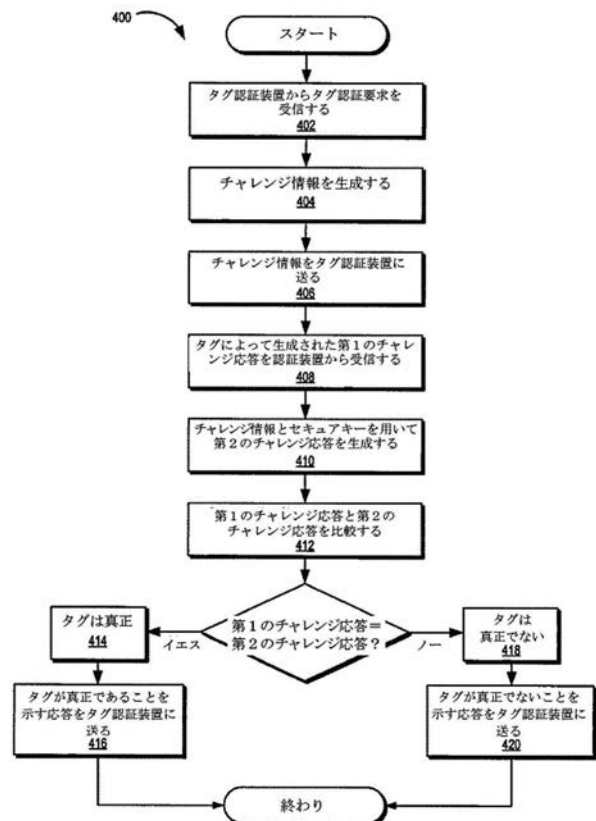 400
スタート
タグ認証装置からタグ認証要求を
受信する
402
チャレンジ情報を生成する
404
チャレンジ情報をタグ認証装置に
送る
406
タグによって生成された第1のチャレ
ンジ応答を認証装置から受信する
408
チャレンジ情報とセキュアキーを用いて
第2のチャレンジ応答を生成する
410
第1のチャレンジ応答と第2の
チャレンジ応答を比較する
412
第1のチャレンジ応答＝
第2のチャレンジ応答？
イエス
ノー
タグは真正
414
タグは
真正でない
418
タグが真正であることを
示す応答をタグ認証装置に
送る
416
タグが真正でないことを
示す応答をタグ認証装置に
送る
420
終わり